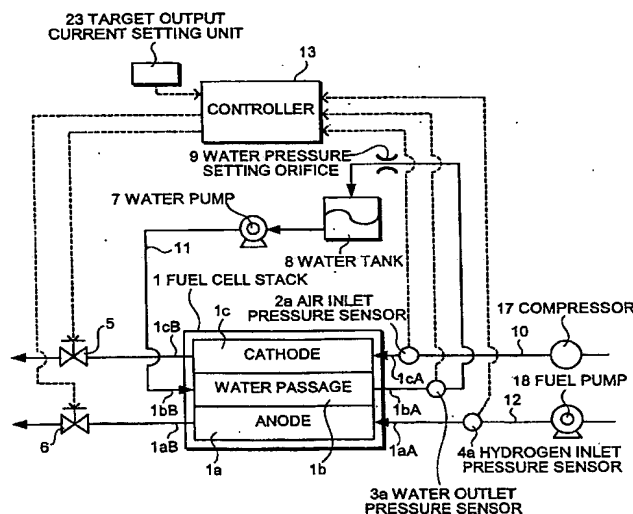 23 TARGET OUTPUT
CURRENT SETTING UNIT
13
CONTROLLER
9 WATER PRESSURE
SETTING ORIFICE
7 WATER PUMP
11
8 WATER TANK
1 FUEL CELL STACK
2a AIR INLET
PRESSURE SENSOR
17 COMPRESSOR
5
1cB
1c
CATHODE
1cA
10
WATER PASSAGE
1bB
1bA
18 FUEL PUMP
12
ANODE
6
1aB
1a
1b
1aA
4a HYDROGEN INLET
PRESSURE SENSOR
3a WATER OUTLET
PRESSURE SENSOR